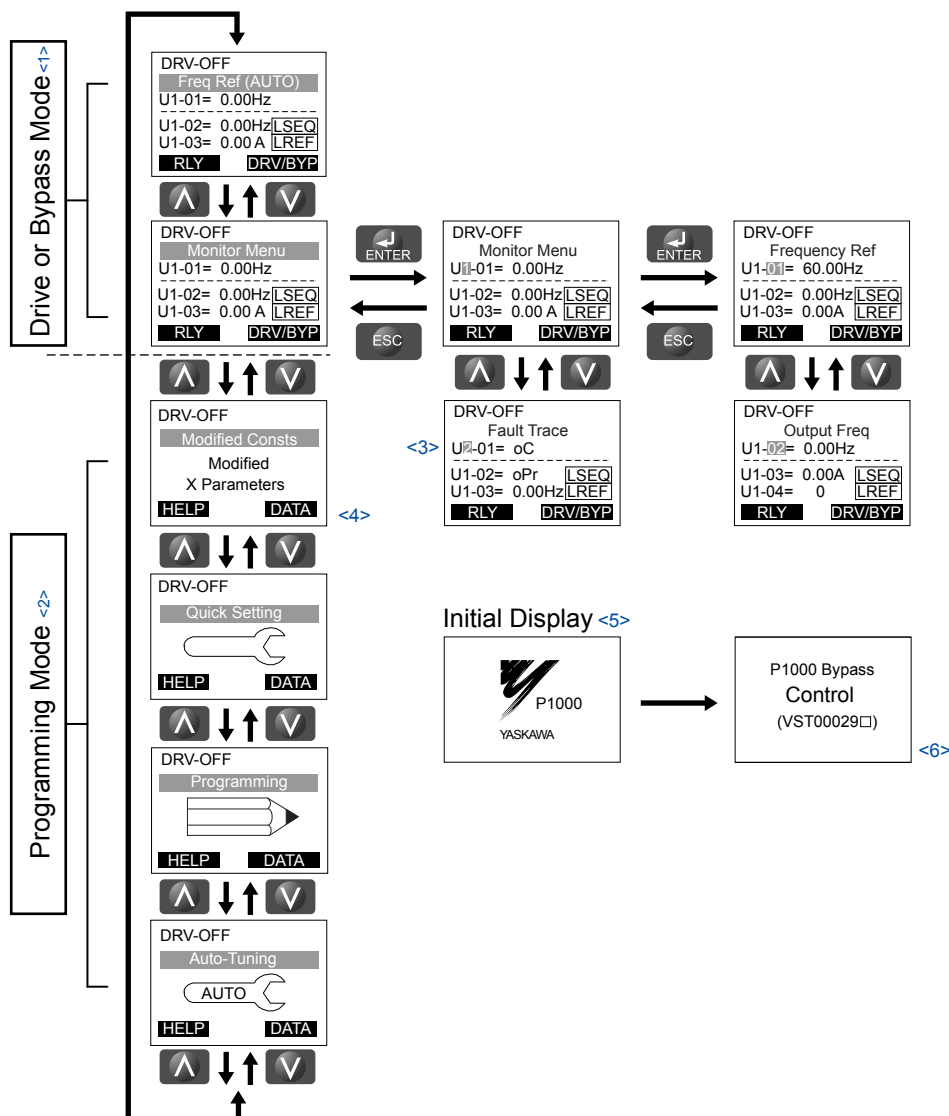 Drive or Bypass Mode <1>
DRV-OFF
Freq Ref (AUTO)
U1-01= 0.00Hz
U1-02= 0.00Hz LSEQ
U1-03= 0.00 A LREF
RLY DRV/BYP
DRV-OFF
Monitor Menu
U1-01= 0.00Hz
U1-02= 0.00Hz LSEQ
U1-03= 0.00 A LREF
RLY DRV/BYP
ENTER
ESC
DRV-OFF
Monitor Menu
U1-01= 0.00Hz
U1-02= 0.00Hz LSEQ
U1-03= 0.00 A LREF
RLY DRV/BYP
ENTER
ESC
DRV-OFF
Frequency Ref
U1-01= 60.00Hz
U1-02= 0.00Hz LSEQ
U1-03= 0.00A LREF
RLY DRV/BYP
<3>
DRV-OFF
Fault Trace
U2-01= oC
U1-02= oPr LSEQ
U1-03= 0.00Hz LREF
RLY DRV/BYP
DRV-OFF
Output Freq
U1-02= 0.00Hz
U1-03= 0.00A LSEQ
U1-04= 0 LREF
RLY DRV/BYP
Programming Mode <2>
DRV-OFF
Modified Consts
Modified
X Parameters
HELP DATA
<4>
DRV-OFF
Quick Setting
HELP DATA
DRV-OFF
Programming
HELP DATA
DRV-OFF
Auto-Tuning
AUTO
HELP DATA
Initial Display <5>
P1000
YASKAWA
P1000 Bypass
Control
(VST00029□)
<6>